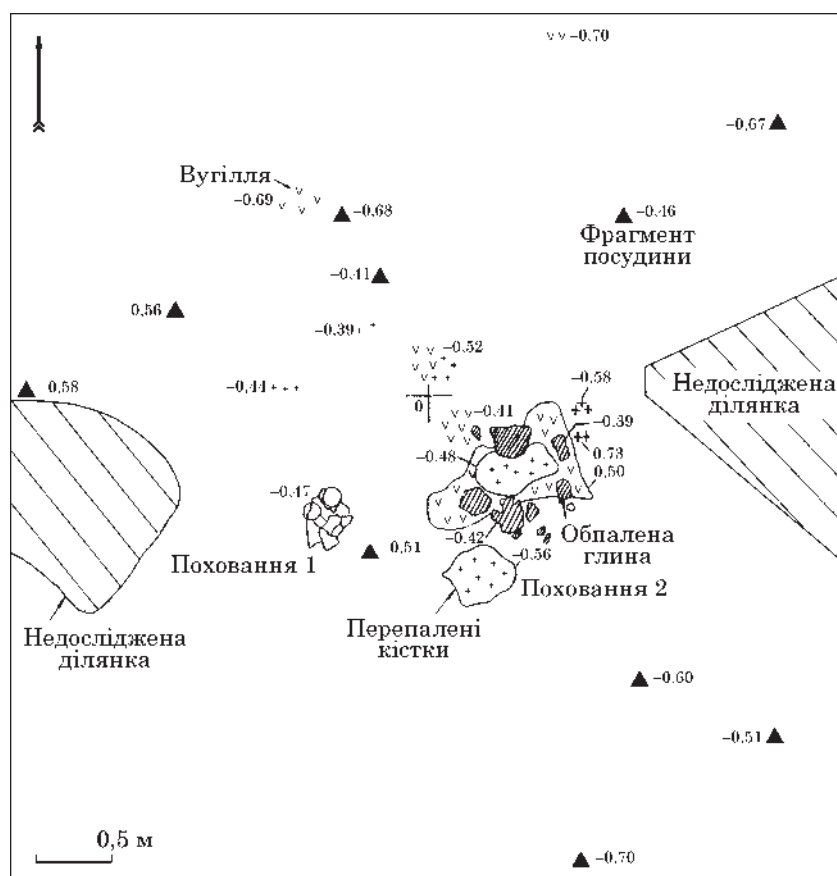 −0,70
−0,67
Вугілля
−0,69
−0,68
−0,46
Фрагмент
посудини
−0,41
0,56
−0,39
−0,52
−0,44
0,58
0
−0,58
Недосліджена
ділянка
−0,41
−0,39
−0,48
0,73
0,50
−0,47
0,51
−0,42
Обпалена
глина
−0,56
Поховання 1
Поховання 2
Недосліджена
ділянка
Перепалені
кістки
−0,60
−0,51
0,5 м
−0,70